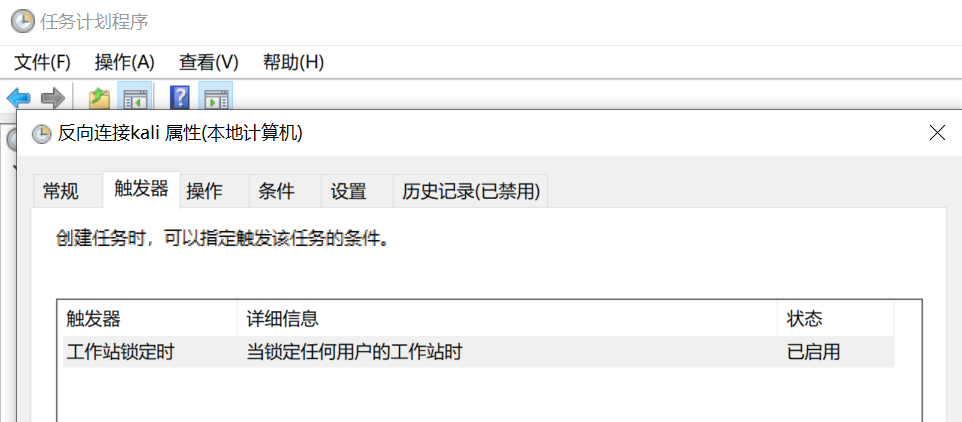 任务计划程序
文件(F) 操作(A) 查看(V) 帮助(H)
反向连接kali 属性(本地计算机)
常规 触发器 操作 条件 设置 历史记录(已禁用)
创建任务时，可以指定触发该任务的条件。
触发器 详细信息 状态
工作站锁定时 当锁定任何用户的工作站时 已启用